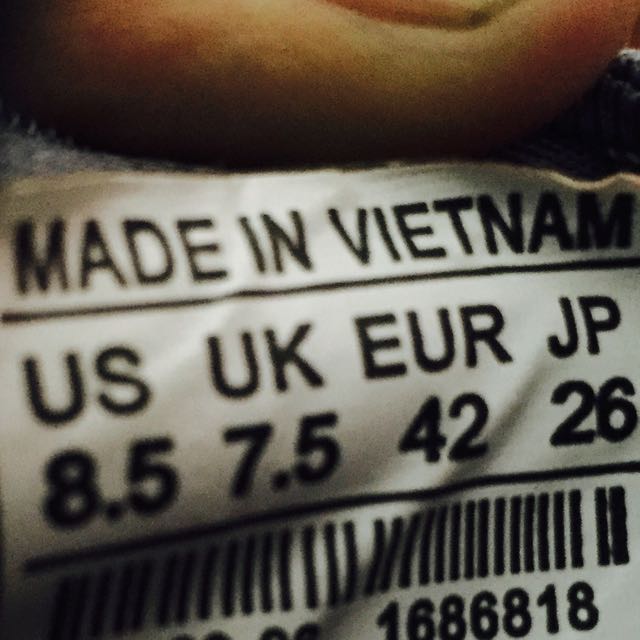 MADE IN VIETNAM
US UK EUR JP
8.5 7.5 42 26
1686818